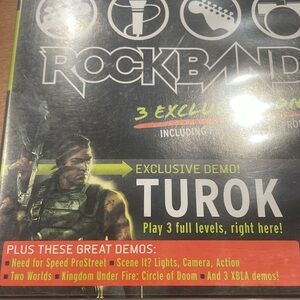 ROCKBAND
3 EXCLUS
INCLUDING
EXCLUSIVE DEMO!
TUROK
Play 3 full levels, right here!
PLUS THESE GREAT DEMOS:
▪ Need for Speed ProStreet ▪ Scene It? Lights, Camera, Action
▪ Two Worlds ▪ Kingdom Under Fire: Circle of Doom ▪ And 3 XBLA demos!